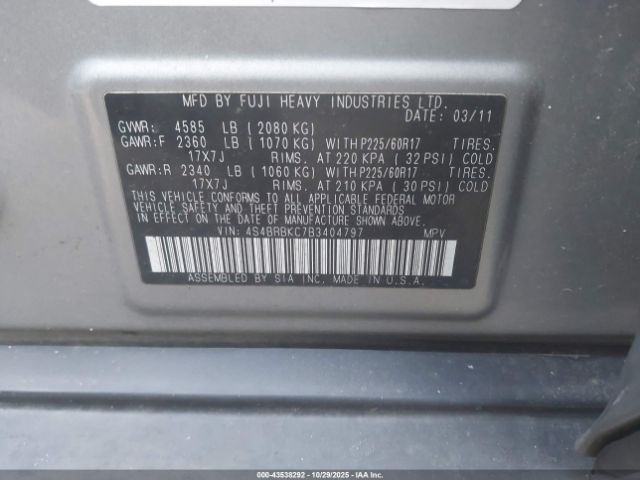 MFD BY FUJI HEAVY INDUSTRIES LTD.
DATE: 03/11
GVWR: 4585 LB (2080 KG)
GAWR:F 2360 LB (1070 KG) WITH P225/60R17 TIRES.
17X7J RIMS. AT 220 KPA (32 PSI) COLD
GAWR:R 2340 LB (1060 KG) WITH P225/60R17 TIRES.
17X7J RIMS. AT 210 KPA (30 PSI) COLD
THIS VEHICLE CONFORMS TO ALL APPLICABLE FEDERAL MOTOR
VEHICLE SAFETY STANDARDS IN EFFECT ON THE DATE OF
MANUFACTURE SHOWN ABOVE.
VIN: 4S4BRBKC7B3404797 MPV
ASSEMBLED BY SIA INC. MADE IN U.S.A.
000-43538292 - 10/29/2025 - COPYRIGHT IAA, LLC.